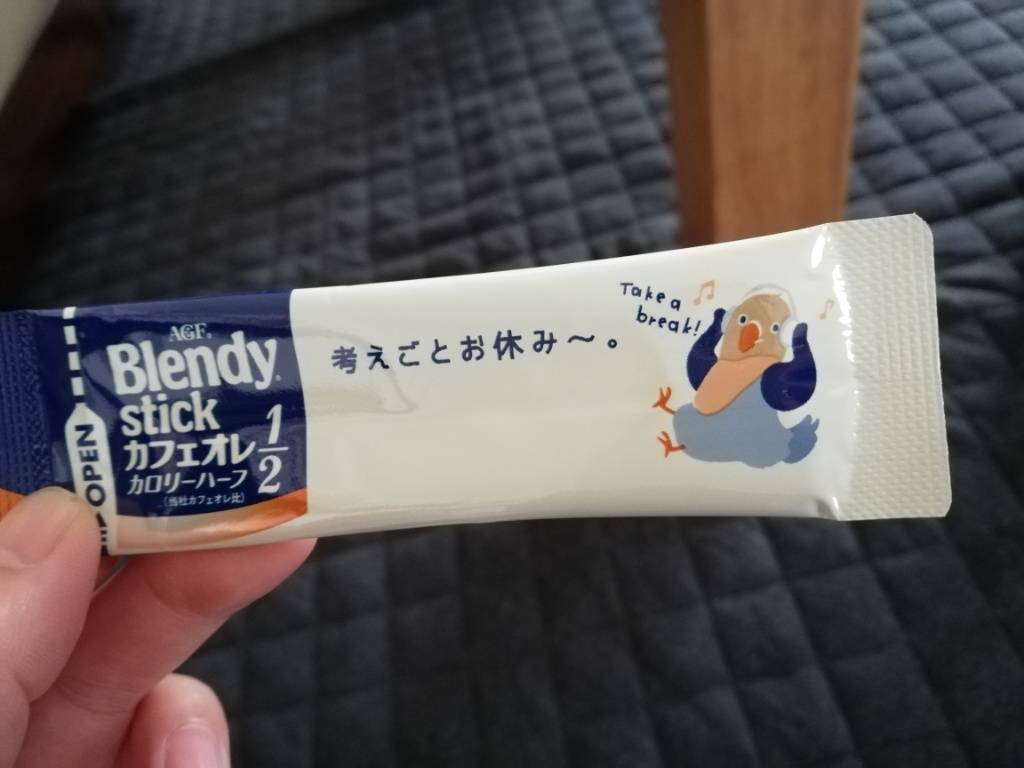 AGF.
Blendy®
stick
カフェオレ
カロリーハーフ
1/2
(当社カフェオレ比)
OPEN
考えごとお休み〜。
Take a
break!